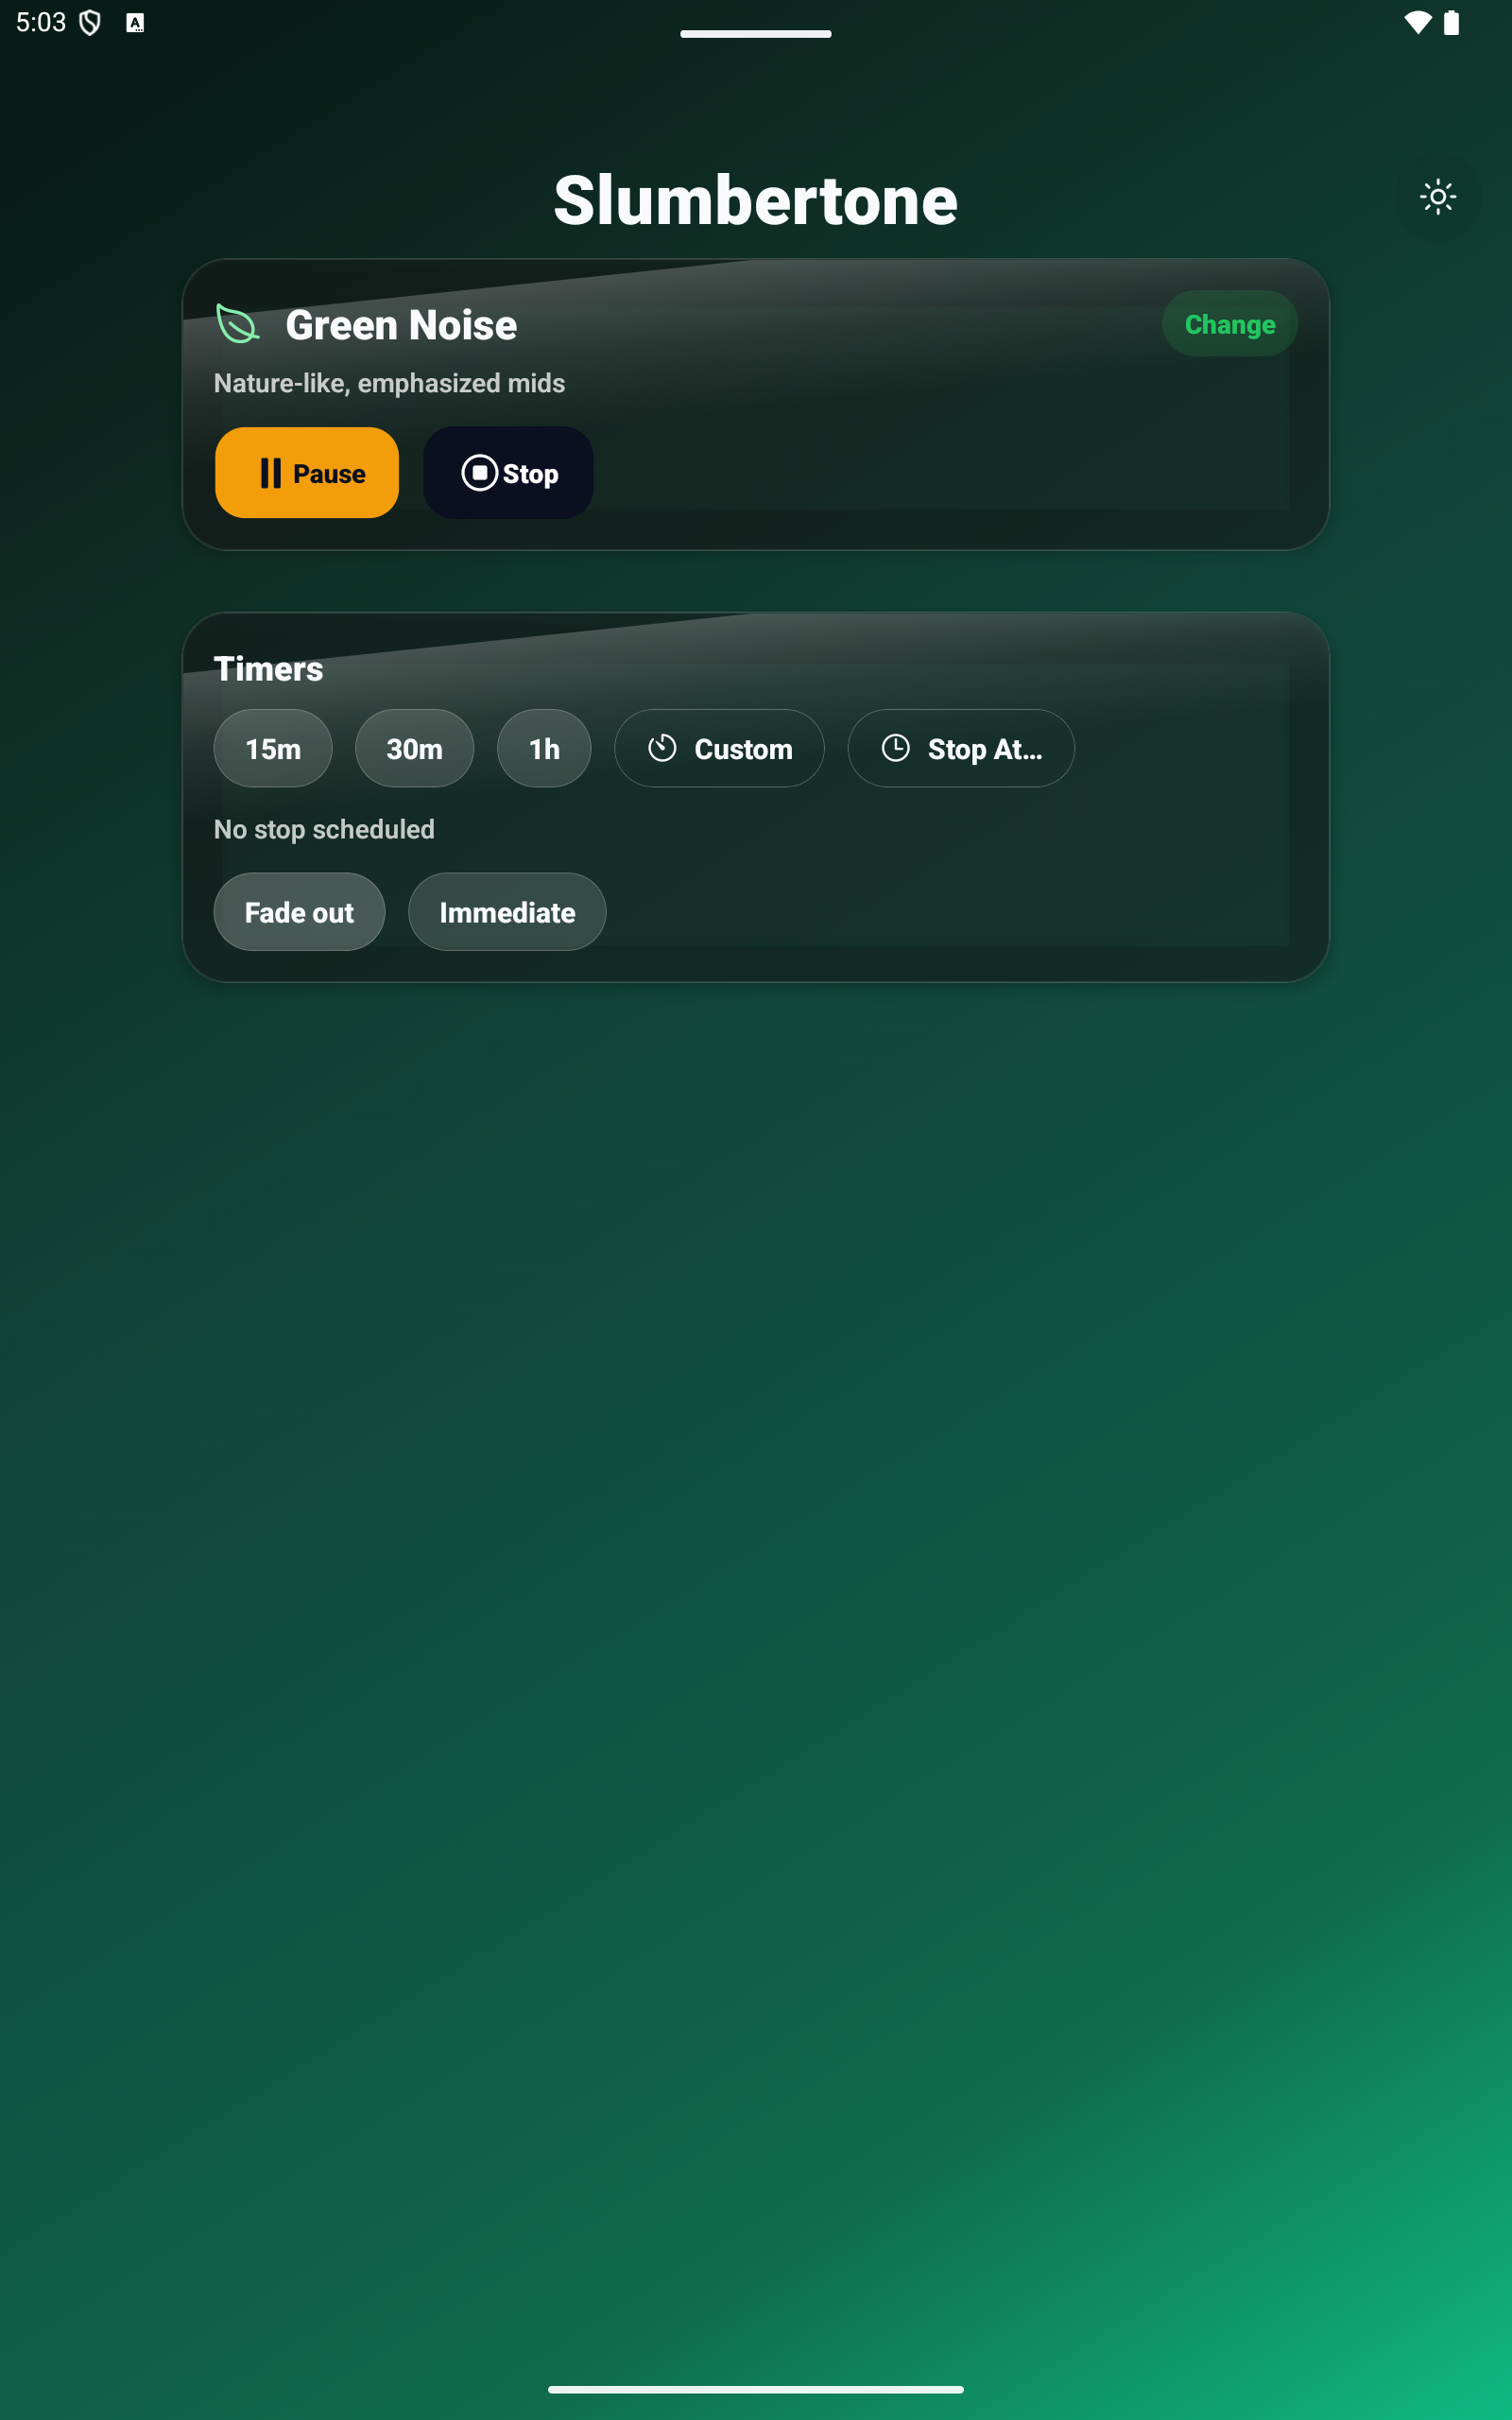 5:03
Slumbertone
Green Noise
Change
Nature-like, emphasized mids
Pause
Stop
Timers
15m
30m
1h
Custom
Stop At...
No stop scheduled
Fade out
Immediate